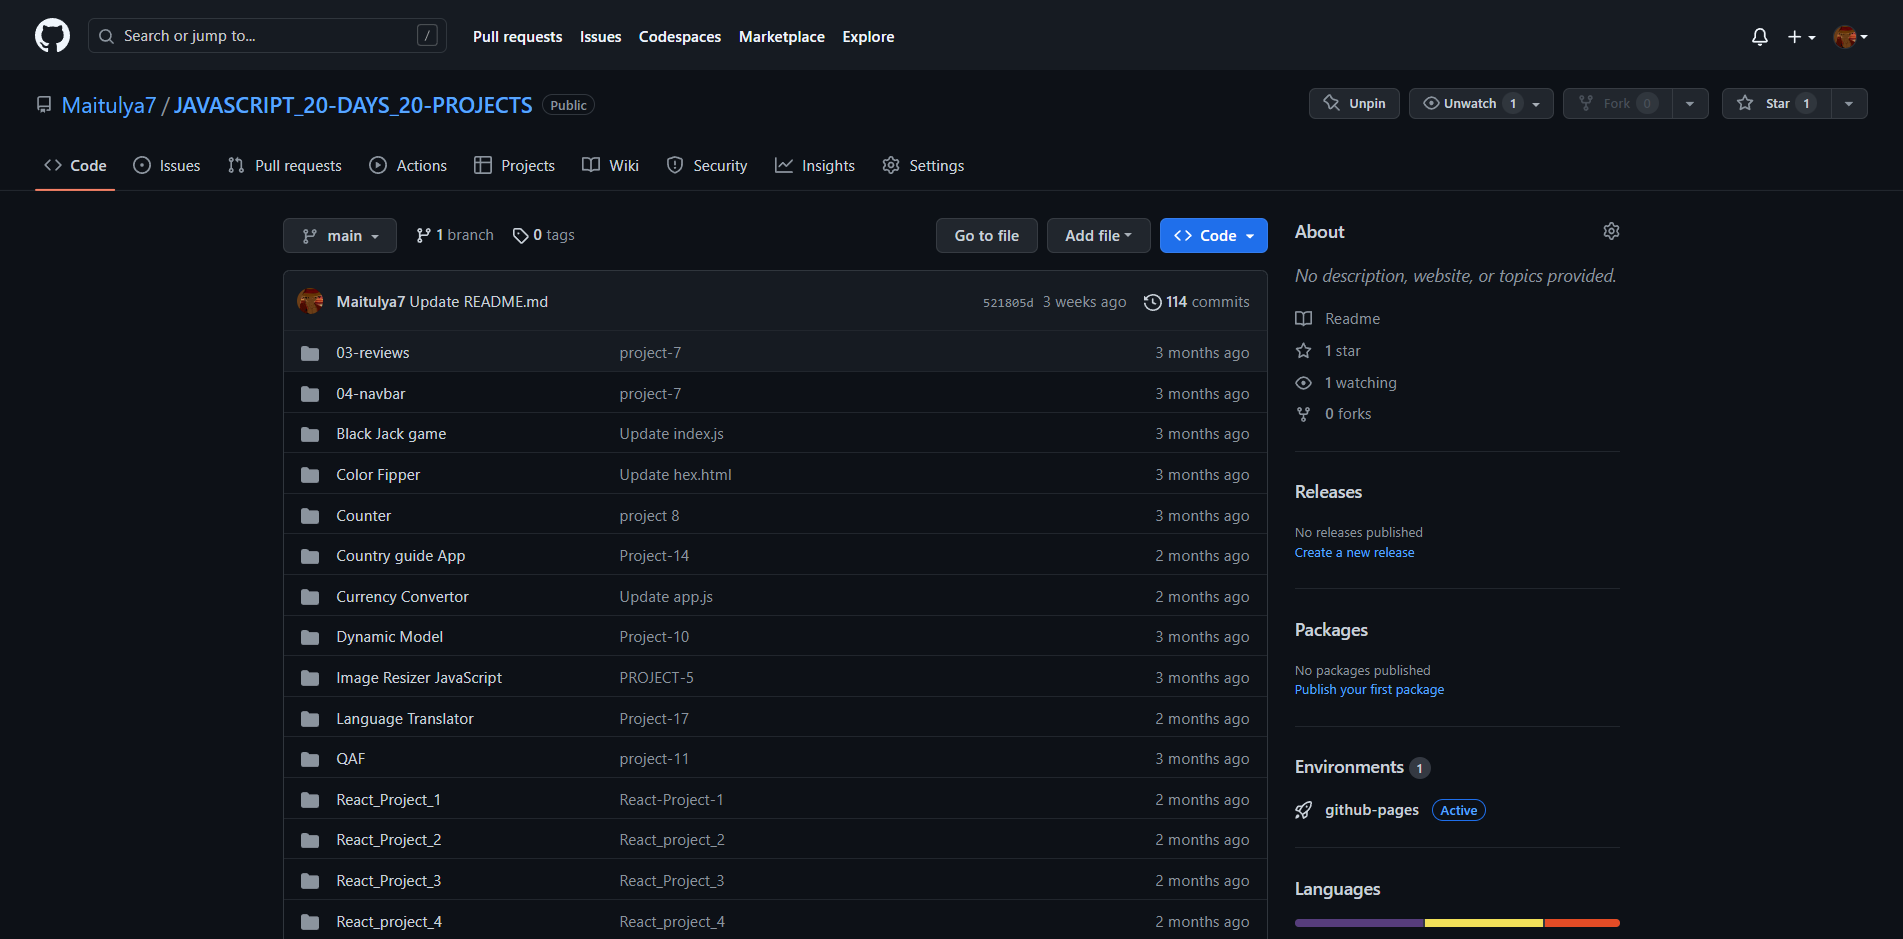 Search or jump to... / Pull requests Issues Codespaces Marketplace Explore
Maitulya7 / JAVASCRIPT_20-DAYS_20-PROJECTS Public Unpin Unwatch 1 Fork 0 Star 1
Code Issues Pull requests Actions Projects Wiki Security Insights Settings
main 1 branch 0 tags Go to file Add file Code
Maitulya7 Update README.md 521805d 3 weeks ago 114 commits
03-reviews project-7 3 months ago
04-navbar project-7 3 months ago
Black Jack game Update index.js 3 months ago
Color Fipper Update hex.html 3 months ago
Counter project 8 3 months ago
Country guide App Project-14 2 months ago
Currency Convertor Update app.js 2 months ago
Dynamic Model Project-10 3 months ago
Image Resizer JavaScript PROJECT-5 3 months ago
Language Translator Project-17 2 months ago
QAF project-11 3 months ago
React_Project_1 React-Project-1 2 months ago
React_Project_2 React_project_2 2 months ago
React_Project_3 React_Project_3 2 months ago
React_project_4 React_project_4 2 months ago
About
No description, website, or topics provided.
Readme
1 star
1 watching
0 forks
Releases
No releases published
Create a new release
Packages
No packages published
Publish your first package
Environments 1
github-pages Active
Languages